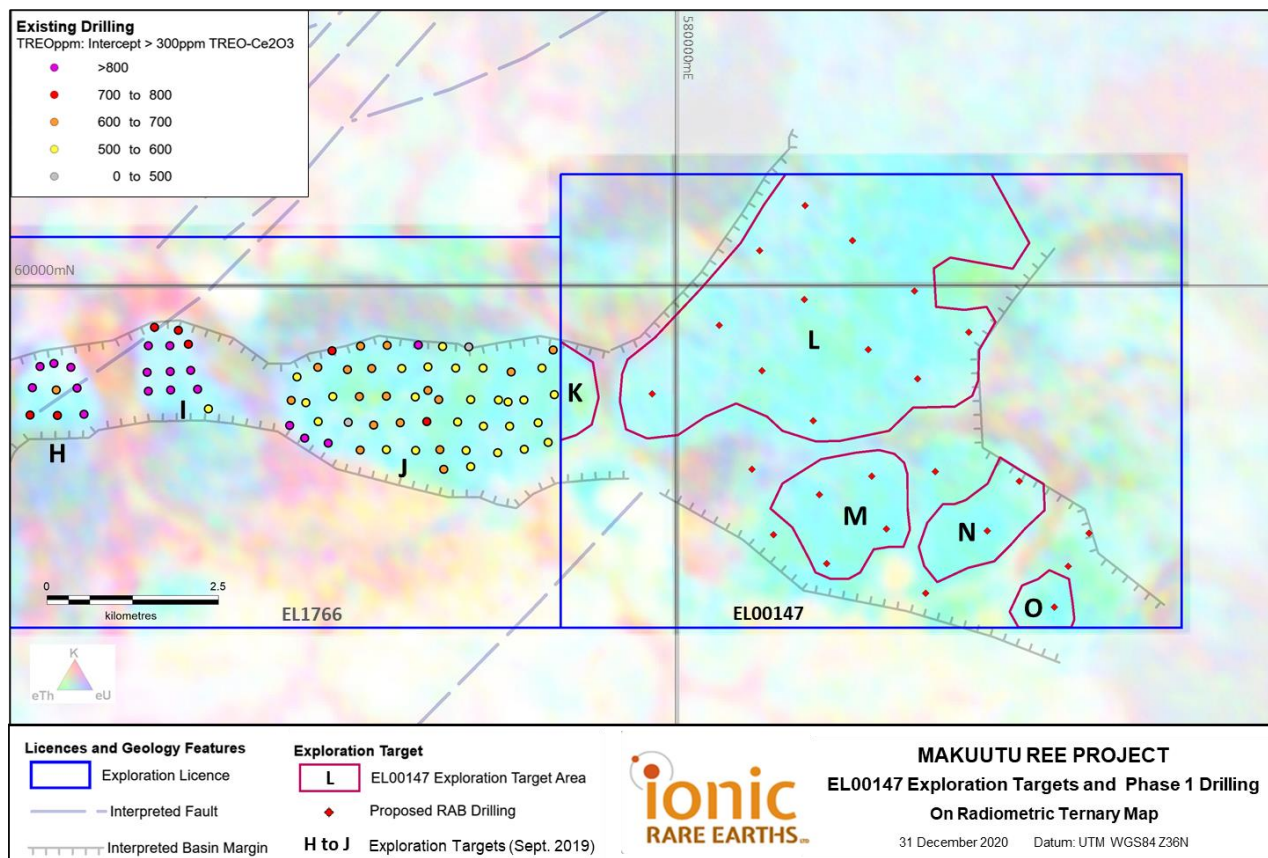 Existing Drilling
TREOppm: Intercept > 300ppm TREO-Ce2O3
>800
700 to 800
600 to 700
500 to 600
0 to 500
580000mE
60000mN
L
K
I
H
J
M
N
O
0 2.5
kilometres
EL1766
EL00147
K
eTh eU
Licences and Geology Features
Exploration Licence
Interpreted Fault
Interpreted Basin Margin
Exploration Target
L EL00147 Exploration Target Area
Proposed RAB Drilling
H to J Exploration Targets (Sept. 2019)
ionic
RARE EARTHS LTD
MAKUUTU REE PROJECT
EL00147 Exploration Targets and Phase 1 Drilling
On Radiometric Ternary Map
31 December 2020 Datum: UTM WGS84 Z36N